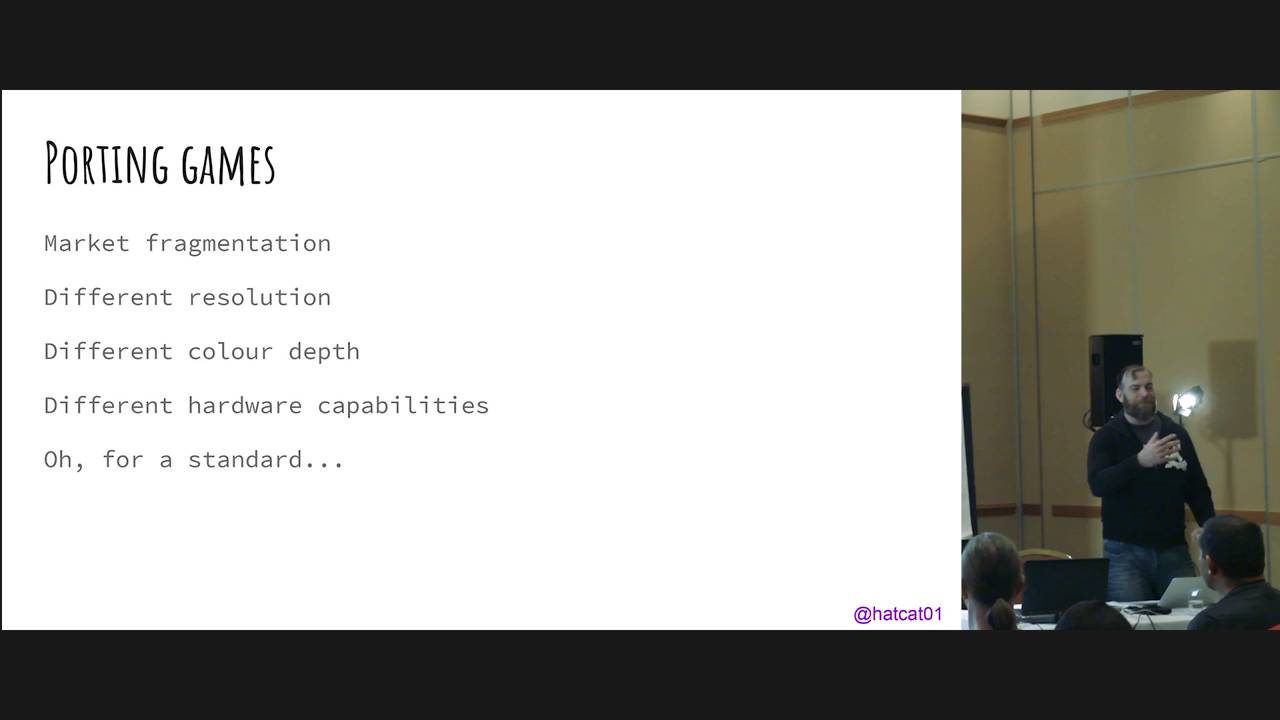 Porting games
Market fragmentation
Different resolution
Different colour depth
Different hardware capabilities
Oh, for a standard...
@hatcat01